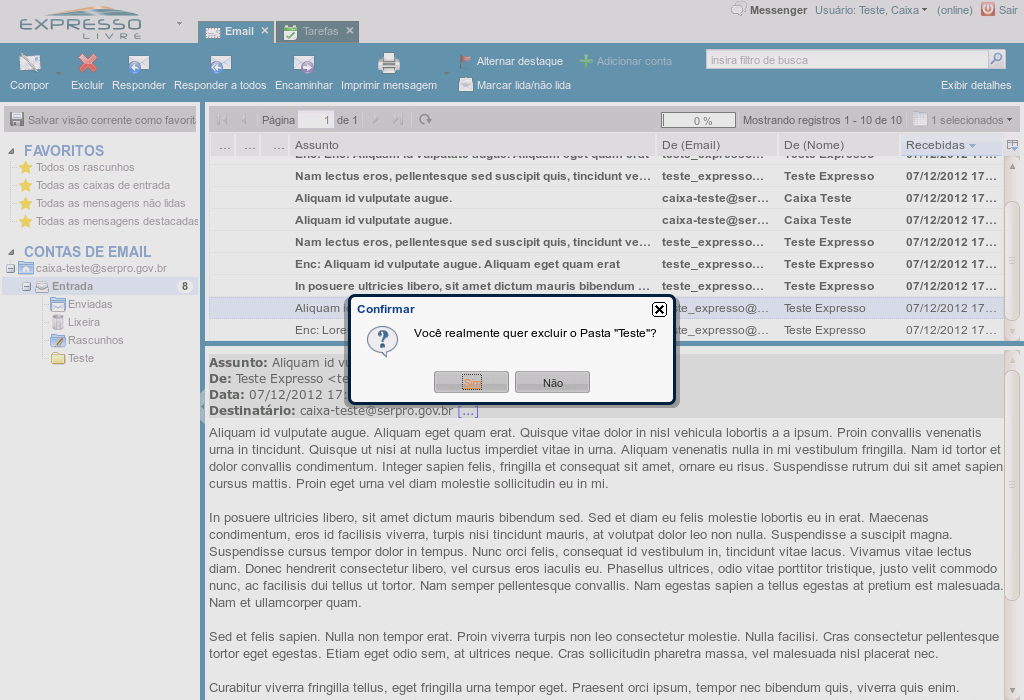 EXPRESSO
LIVRE
Email
Tarefas
Messenger
Usuário: Teste, Caixa
(online)
Sair
Compor
Excluir
Responder
Responder a todos
Encaminhar
Imprimir mensagem
Alternar destaque
Adicionar conta
Marcar lida/não lida
insira filtro de busca
Exibir detalhes
Salvar visão corrente como favorit
FAVORITOS
Todos os rascunhos
Todas as caixas de entrada
Todas as mensagens não lidas
Todas as mensagens destacadas
CONTAS DE EMAIL
caixa-teste@serpro.gov.br
Entrada 8
Enviadas
Lixeira
Rascunhos
Teste
Página 1 de 1
0 %
Mostrando registros 1 - 10 de 10
1 selecionados
... ... ... Assunto De (Email) De (Nome) Recebidas
Enc: Enc: Aliquam id vulputate augue. Aliquam eget quam erat teste_expresso... Teste Expresso 07/12/2012 17...
Nam lectus eros, pellentesque sed suscipit quis, tincidunt ve... teste_expresso... Teste Expresso 07/12/2012 17...
Aliquam id vulputate augue. caixa-teste@ser... Caixa Teste 07/12/2012 17...
Aliquam id vulputate augue. caixa-teste@ser... Caixa Teste 07/12/2012 17...
Nam lectus eros, pellentesque sed suscipit quis, tincidunt ve... teste_expresso... Teste Expresso 07/12/2012 17...
Enc: Aliquam id vulputate augue. Aliquam eget quam erat teste_expresso... Teste Expresso 07/12/2012 17...
In posuere ultricies libero, sit amet dictum mauris bibendum ... teste_expresso... Teste Expresso 07/12/2012 17...
Aliquam i te_expresso@... Teste Expresso 07/12/2012 17...
Enc: Lore e_expresso@... Teste Expresso 07/12/2012 17...
Confirmar
Você realmente quer excluir o Pasta "Teste"?
Sim
Não
Assunto: Aliquam id v
De: Teste Expresso <te
Data: 07/12/2012 17:
Destinatário: caixa-teste@serpro.gov.br [...]
Aliquam id vulputate augue. Aliquam eget quam erat. Quisque vitae dolor in nisl vehicula lobortis a a ipsum. Proin convallis venenatis
urna in tincidunt. Quisque ut nisi at nulla luctus imperdiet vitae in urna. Aliquam venenatis nulla in mi vestibulum fringilla. Nam id tortor et
dolor convallis condimentum. Integer sapien felis, fringilla et consequat sit amet, ornare eu risus. Suspendisse rutrum dui sit amet sapien
cursus mattis. Proin eget urna vel diam molestie sollicitudin eu in mi.
In posuere ultricies libero, sit amet dictum mauris bibendum sed. Sed et diam eu felis molestie lobortis eu in erat. Maecenas
condimentum, eros id facilisis viverra, turpis nisi tincidunt mauris, at volutpat dolor leo non nulla. Suspendisse a suscipit magna.
Suspendisse cursus tempor dolor in tempus. Nunc orci felis, consequat id vestibulum in, tincidunt vitae lacus. Vivamus vitae lectus
diam. Donec hendrerit consectetur libero, vel cursus eros iaculis eu. Phasellus ultrices, odio vitae porttitor tristique, justo velit commodo
nunc, ac facilisis dui tellus ut tortor. Nam semper pellentesque convallis. Nam egestas sapien a tellus egestas at pretium est malesuada.
Nam et ullamcorper quam.
Sed et felis sapien. Nulla non tempor erat. Proin viverra turpis non leo consectetur molestie. Nulla facilisi. Cras consectetur pellentesque
tortor eget egestas. Etiam eget odio sem, at ultrices neque. Cras sollicitudin pharetra massa, vel malesuada nisl placerat nec.
Curabitur viverra fringilla tellus, eget fringilla urna tempor eget. Praesent orci ipsum, tempor nec bibendum quis, viverra quis enim.